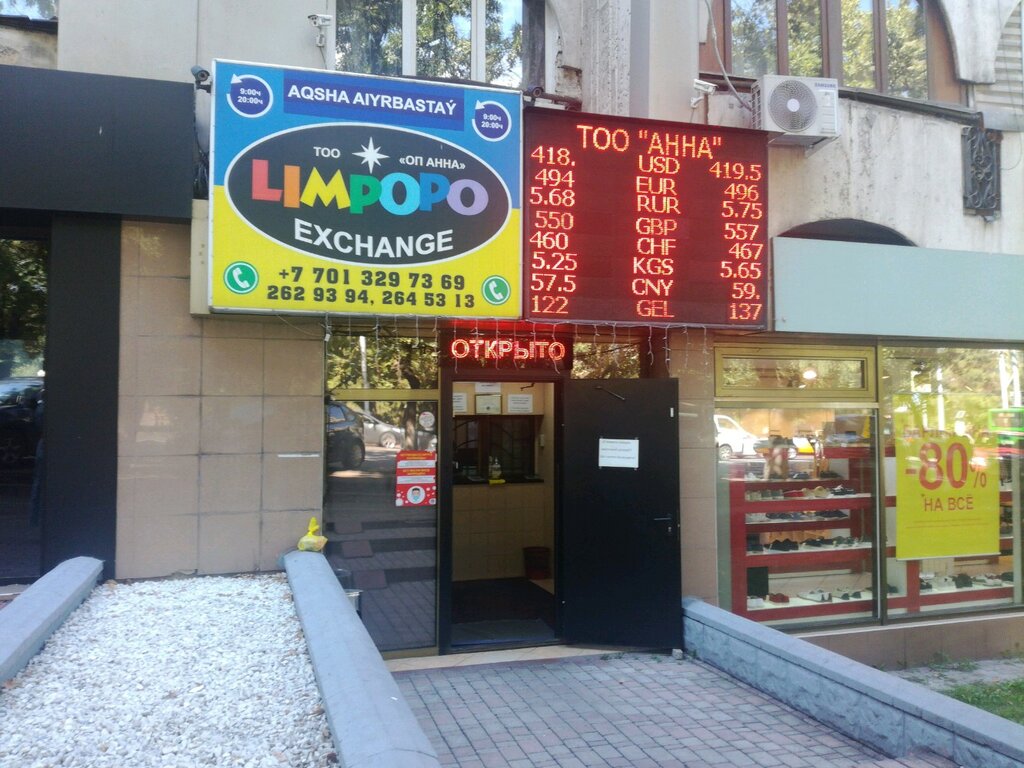 9:00ч
20:00ч
AQSHA AIYRBASTAÝ
9:00ч
20:00ч
ТОО «ОП АННА»
LIMPOPO
EXCHANGE
+7 701 329 73 69
262 93 94, 264 53 13
ТОО "АННА"
418. USD 419.5
494 EUR 496
5.68 RUR 5.75
550 GBP 557
460 CHF 467
5.25 KGS 5.65
57.5 CNY 59.
122 GEL 137
SAMSUNG
ОТКРЫТО
-80%
НА ВСЁ